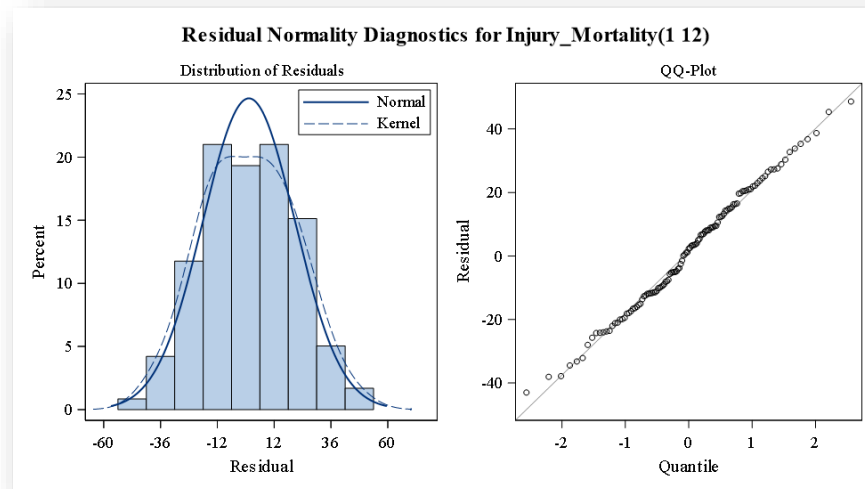 Residual Normality Diagnostics for Injury_Mortality(1 12)
Distribution of Residuals
25
20
15
10
5
0
Percent
Normal
Kernel
-60 -36 -12 12 36 60
Residual
QQ-Plot
40
20
0
-20
-40
Residual
-2 -1 0 1 2
Quantile